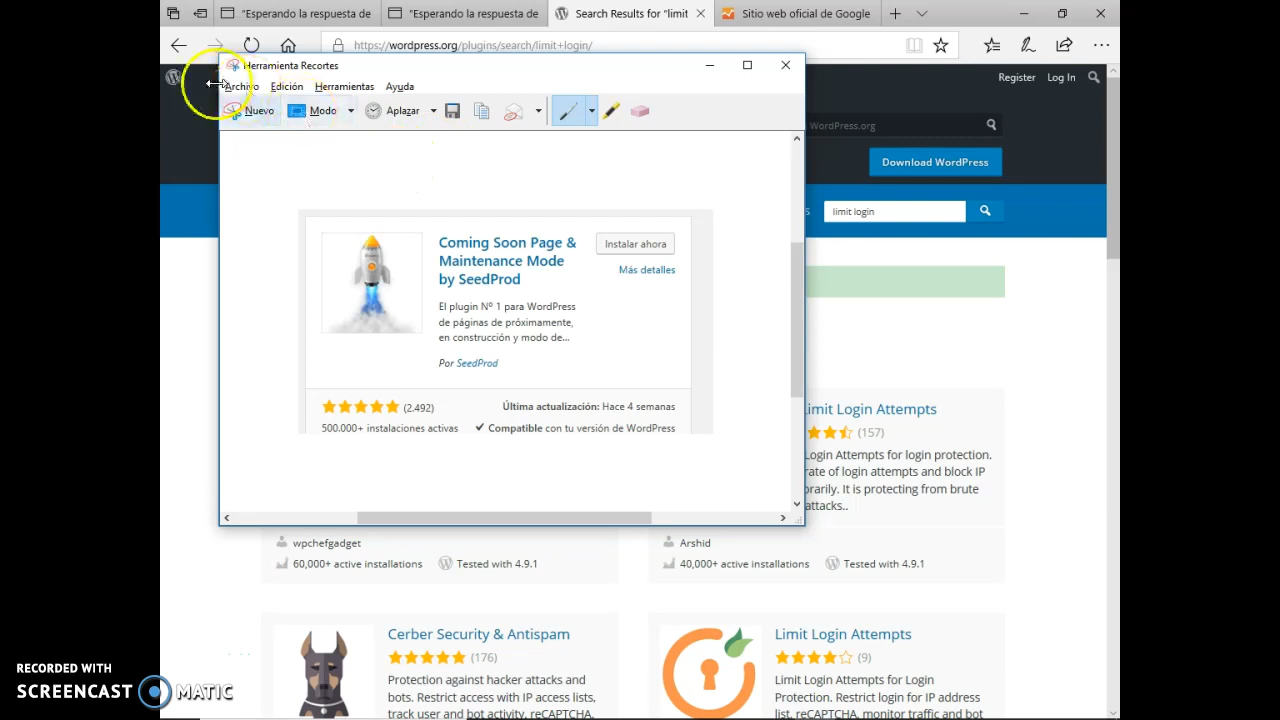 "Esperando la respuesta de
"Esperando la respuesta de
Search Results for "limit
Sitio web oficial de Google
https://wordpress.org/plugins/search/limit+login/
Herramienta Recortes
Archivo Edición Herramientas Ayuda
Nuevo Modo Aplazar
Register Log In
WordPress.org
Download WordPress
limit login
Coming Soon Page &
Maintenance Mode
by SeedProd
Instalar ahora
Más detalles
El plugin Nº 1 para WordPress
de páginas de próximamente,
en construcción y modo de...
Por SeedProd
(2.492)
Última actualización: Hace 4 semanas
500.000+ instalaciones activas
Compatible con tu versión de WordPress
Limit Login Attempts
(157)
Login Attempts for login protection.
rate of login attempts and block IP
orarily. It is protecting from brute
attacks..
wpchefgadget
60,000+ active installations
Tested with 4.9.1
Arshid
40,000+ active installations
Tested with 4.9.1
Cerber Security & Antispam
(176)
Protection against hacker attacks and
bots. Restrict access with IP access lists,
track user and bot activity, reCAPTCHA.
Limit Login Attempts
(9)
Limit Login Attempts for Login
Protection. Restrict login for IP address
list, reCAPTCHA, monitor traffic and bot
RECORDED WITH
SCREENCAST MATIC